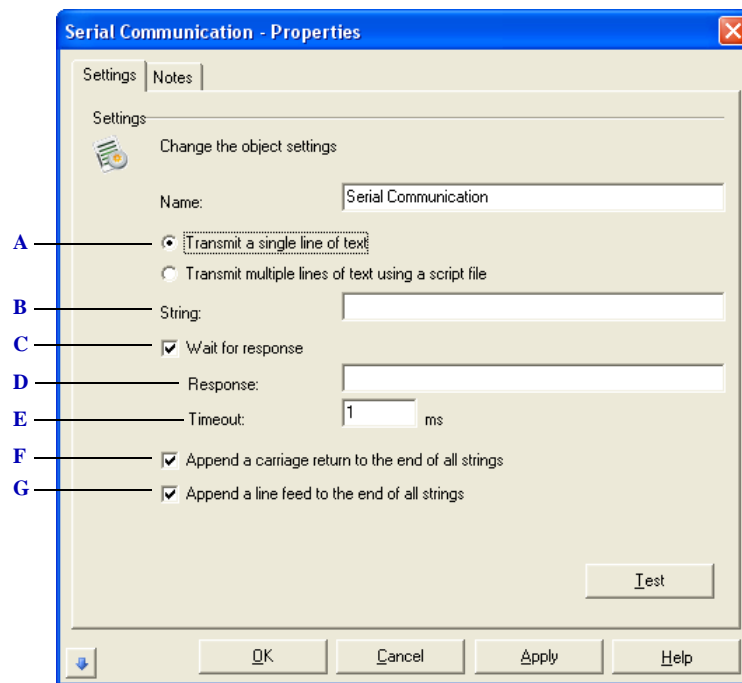 Serial Communication - Properties
Settings Notes
Settings
Change the object settings
Name: Serial Communication
A Transmit a single line of text
Transmit multiple lines of text using a script file
B String:
C Wait for response
D Response:
E Timeout: 1 ms
F Append a carriage return to the end of all strings
G Append a line feed to the end of all strings
Test
OK Cancel Apply Help